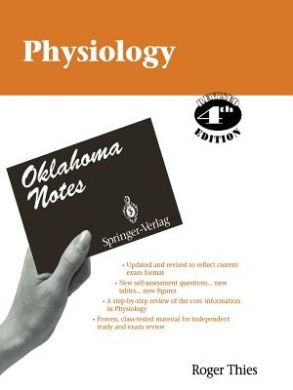 Physiology
REVISED
4th
EDITION
Oklahoma
Notes
Springer-Verlag
• Updated and revised to reflect current
exam format
• New self-assessment questions... new
tables... new figures
• A step-by-step review of the core information
in Physiology
• Proven, class-tested material for independent
study and exam review
Roger Thies